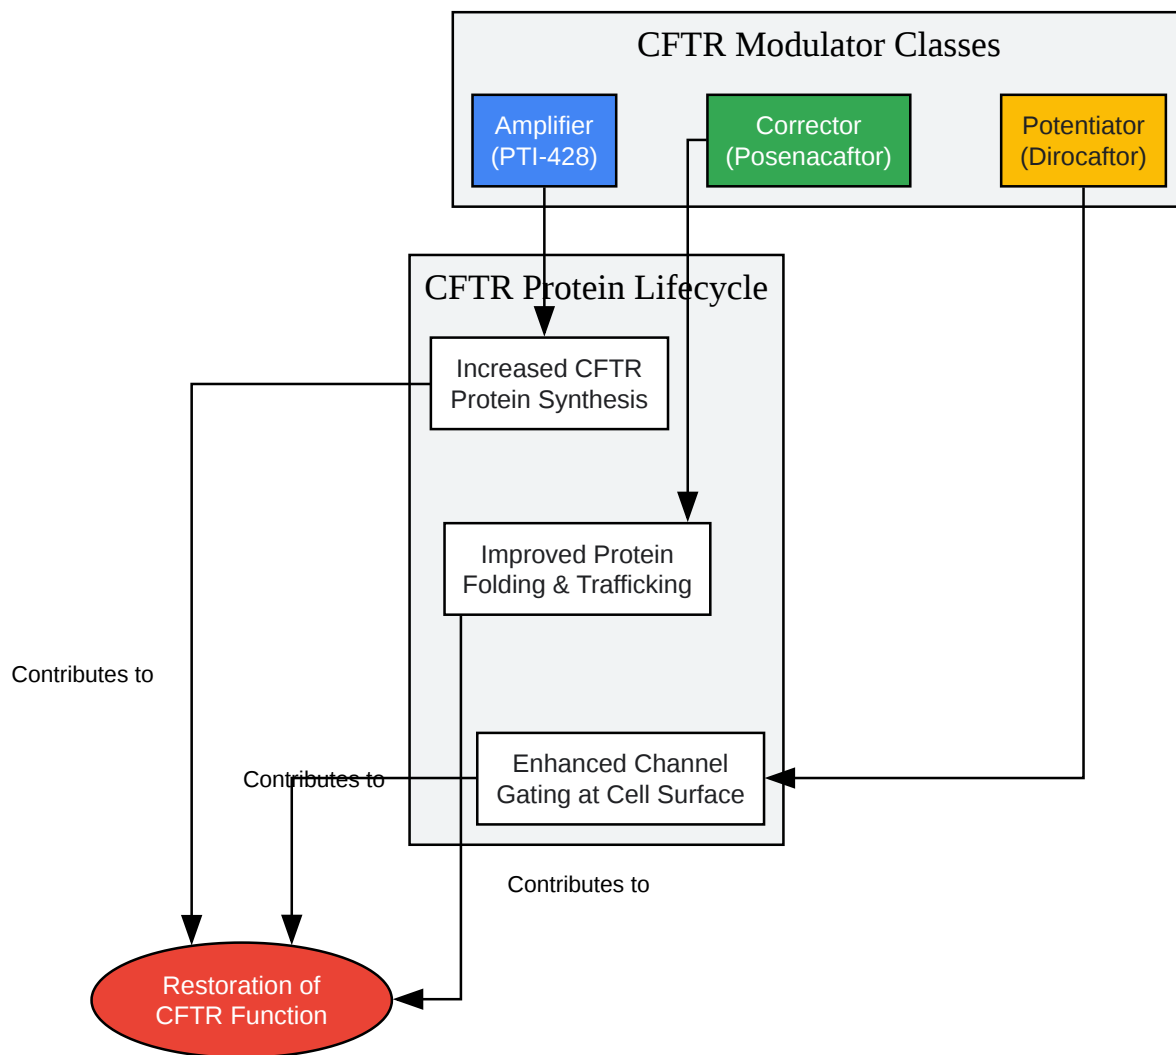 CFTR Modulator Classes
Amplifier
(PTI-428)
Corrector
(Posenacaftor)
Potentiator
(Dirocaftor)
CFTR Protein Lifecycle
Increased CFTR
Protein Synthesis
Improved Protein
Folding & Trafficking
Contributes to
Enhanced Channel
Gating at Cell Surface
Contributes to
Contributes to
Restoration of
CFTR Function